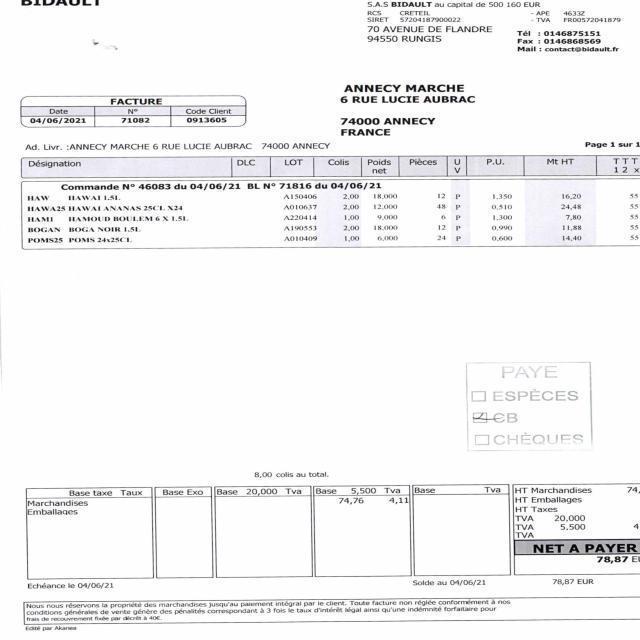 BIDAULT
S.A.S BIDAULT au capital de 500 160 EUR
RCS CRETEIL - APE 4633Z
SIRET 57204187900022 - TVA FR00572041879
70 AVENUE DE FLANDRE
94550 RUNGIS
Tél : 0146875151
Fax : 0146868569
Mail : contact@bidault.fr
ANNECY MARCHE
6 RUE LUCIE AUBRAC
74000 ANNECY
FRANCE
FACTURE
Date N° Code Client
04/06/2021 71082 0913605
Ad. Livr. :ANNECY MARCHE 6 RUE LUCIE AUBRAC 74000 ANNECY
Page 1 sur 1
Désignation DLC LOT Colis Poids net Pièces U V P.U. Mt HT T T T 1 2 x
Commande N° 46083 du 04/06/21 BL N° 71816 du 04/06/21
HAW HAWAI 1.5L A150406 2,00 18,000 12 P 1,350 16,20 55
HAWA25 HAWAI ANANAS 25CL X24 A010637 2,00 12,000 48 P 0,510 24,48 55
HAM1 HAMOUD BOULEM 6 X 1.5L A220414 1,00 9,000 6 P 1,300 7,80 55
BOGAN BOGA NOIR 1.5L A190553 2,00 18,000 12 P 0,990 11,88 55
POMS25 POMS 24x25CL A010409 1,00 6,000 24 P 0,600 14,40 55
PAYE
ESPÈCES
CB
CHÈQUES
8,00 colis au total.
Base taxe Taux Base Exo Base 20,000 Tva Base 5,500 Tva Base Tva
Marchandises 74,76 4,11
Emballages
HT Marchandises 74,
HT Emballages
HT Taxes
TVA 20,000
TVA 5,500 4
TVA
NET A PAYER
78,87 EU
Echéance le 04/06/21 Solde au 04/06/21 78,87 EUR
Nous nous réservons la propriété des marchandises jusqu'au paiement intégral par le client. Toute facture non réglée conformément à nos
conditions générales de vente génère des pénalités correspondant à 3 fois le taux d'intérêt légal ainsi qu'une indemnité forfaitaire pour
frais de recouvrement fixée par décret à 40€.
Edité par Akanea